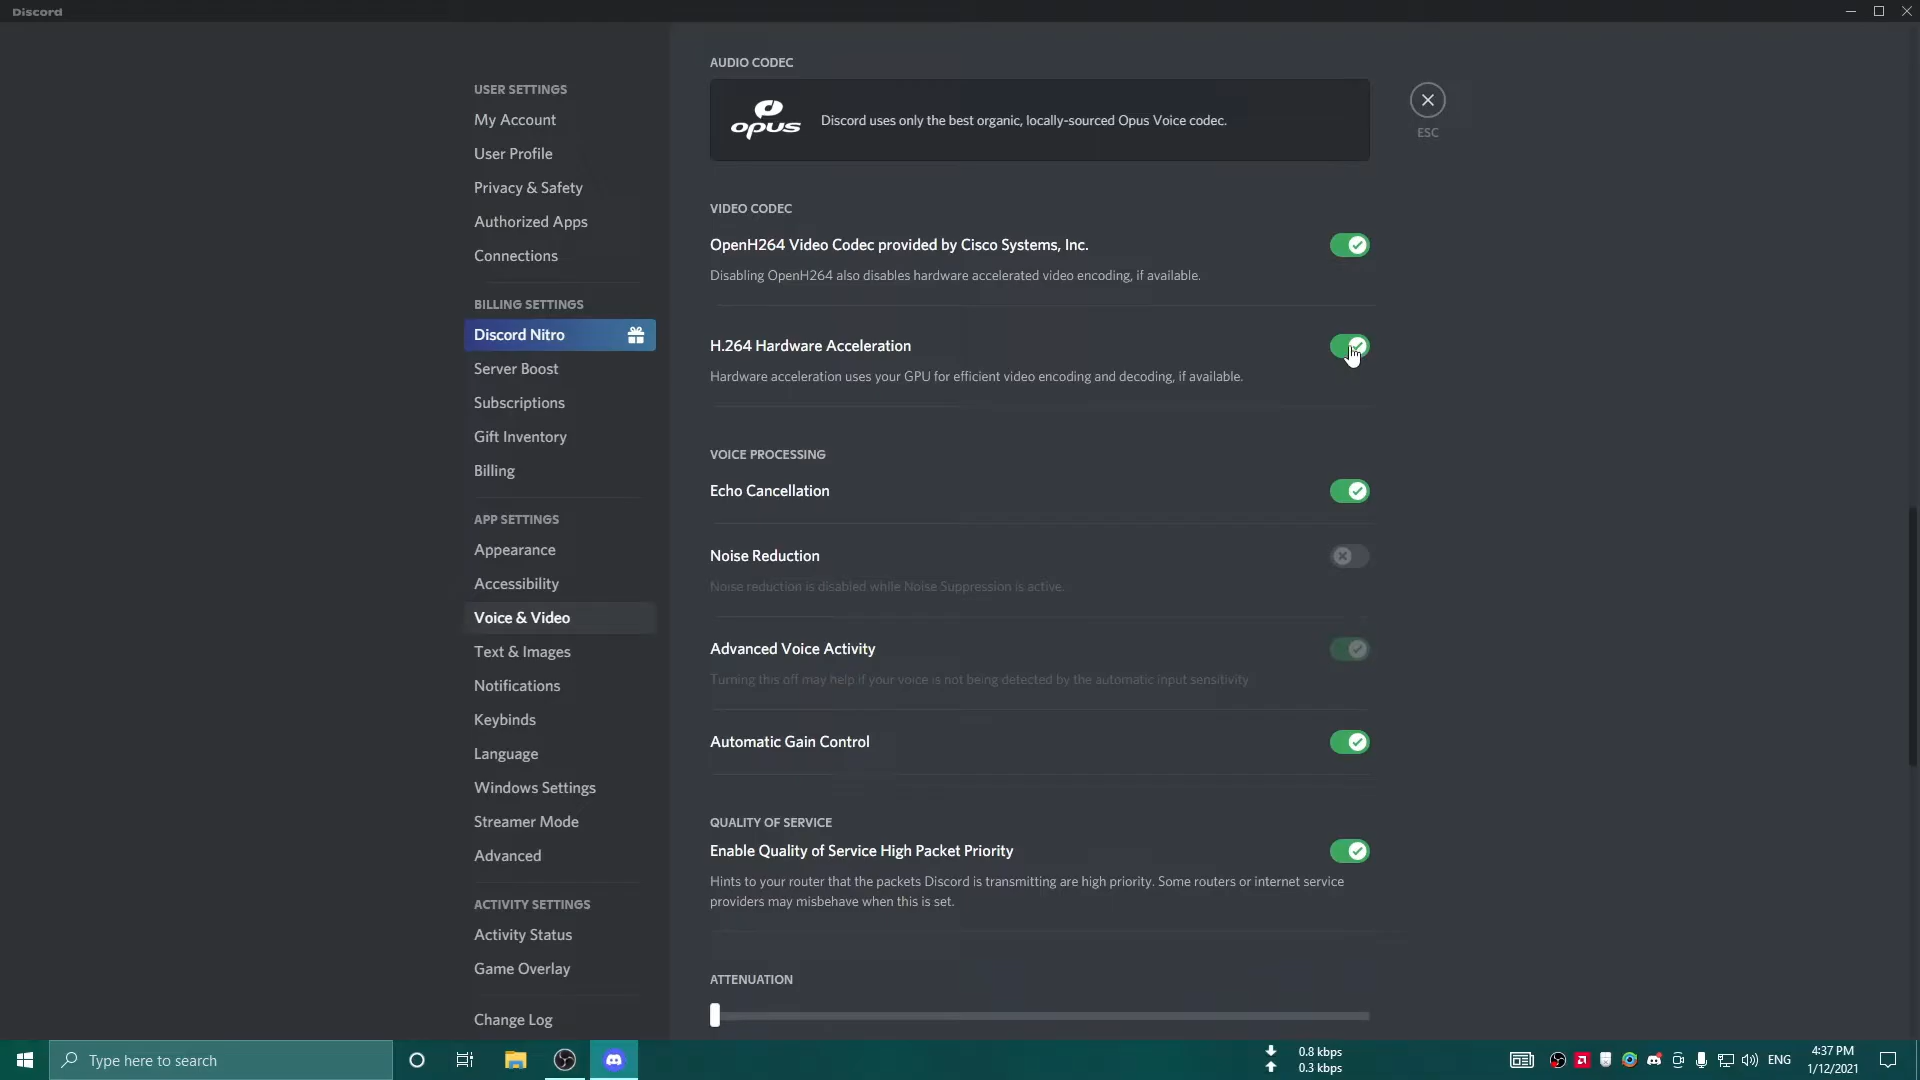 Discord
USER SETTINGS
My Account
User Profile
Privacy & Safety
Authorized Apps
Connections
BILLING SETTINGS
Discord Nitro
Server Boost
Subscriptions
Gift Inventory
Billing
APP SETTINGS
Appearance
Accessibility
Voice & Video
Text & Images
Notifications
Keybinds
Language
Windows Settings
Streamer Mode
Advanced
ACTIVITY SETTINGS
Activity Status
Game Overlay
Change Log
AUDIO CODEC
opus
Discord uses only the best organic, locally-sourced Opus Voice codec.
ESC
VIDEO CODEC
OpenH264 Video Codec provided by Cisco Systems, Inc.
Disabling OpenH264 also disables hardware accelerated video encoding, if available.
H.264 Hardware Acceleration
Hardware acceleration uses your GPU for efficient video encoding and decoding, if available.
VOICE PROCESSING
Echo Cancellation
Noise Reduction
Noise reduction is disabled while Noise Suppression is active.
Advanced Voice Activity
Turning this off may help if your voice is not being detected by the automatic input sensitivity
Automatic Gain Control
QUALITY OF SERVICE
Enable Quality of Service High Packet Priority
Hints to your router that the packets Discord is transmitting are high priority. Some routers or internet service
providers may misbehave when this is set.
ATTENUATION
Type here to search
0.8 kbps
0.3 kbps
ENG
4:37 PM
1/12/2021